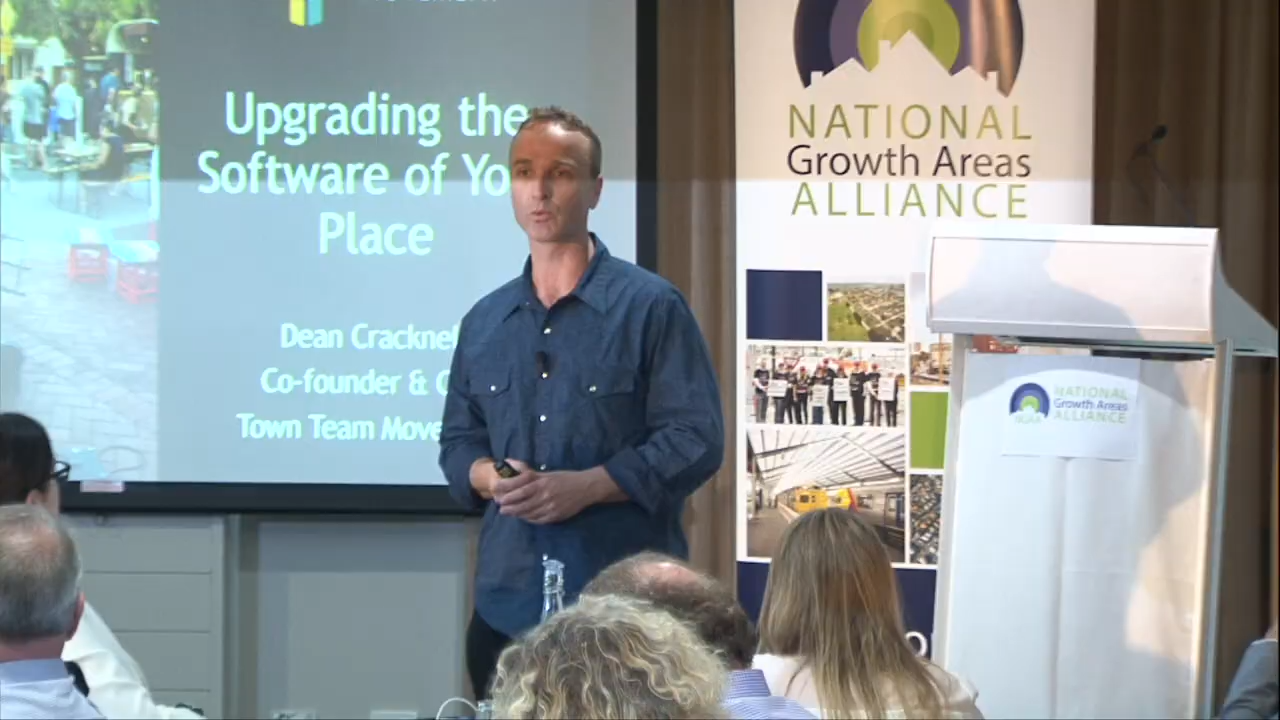 Upgrading the
Software of Yo
Place
Dean Cracknel
Co-founder &
Town Team Move
NATIONAL
Growth Areas
ALLIANCE
NATIONAL
Growth Areas
ALLIANCE